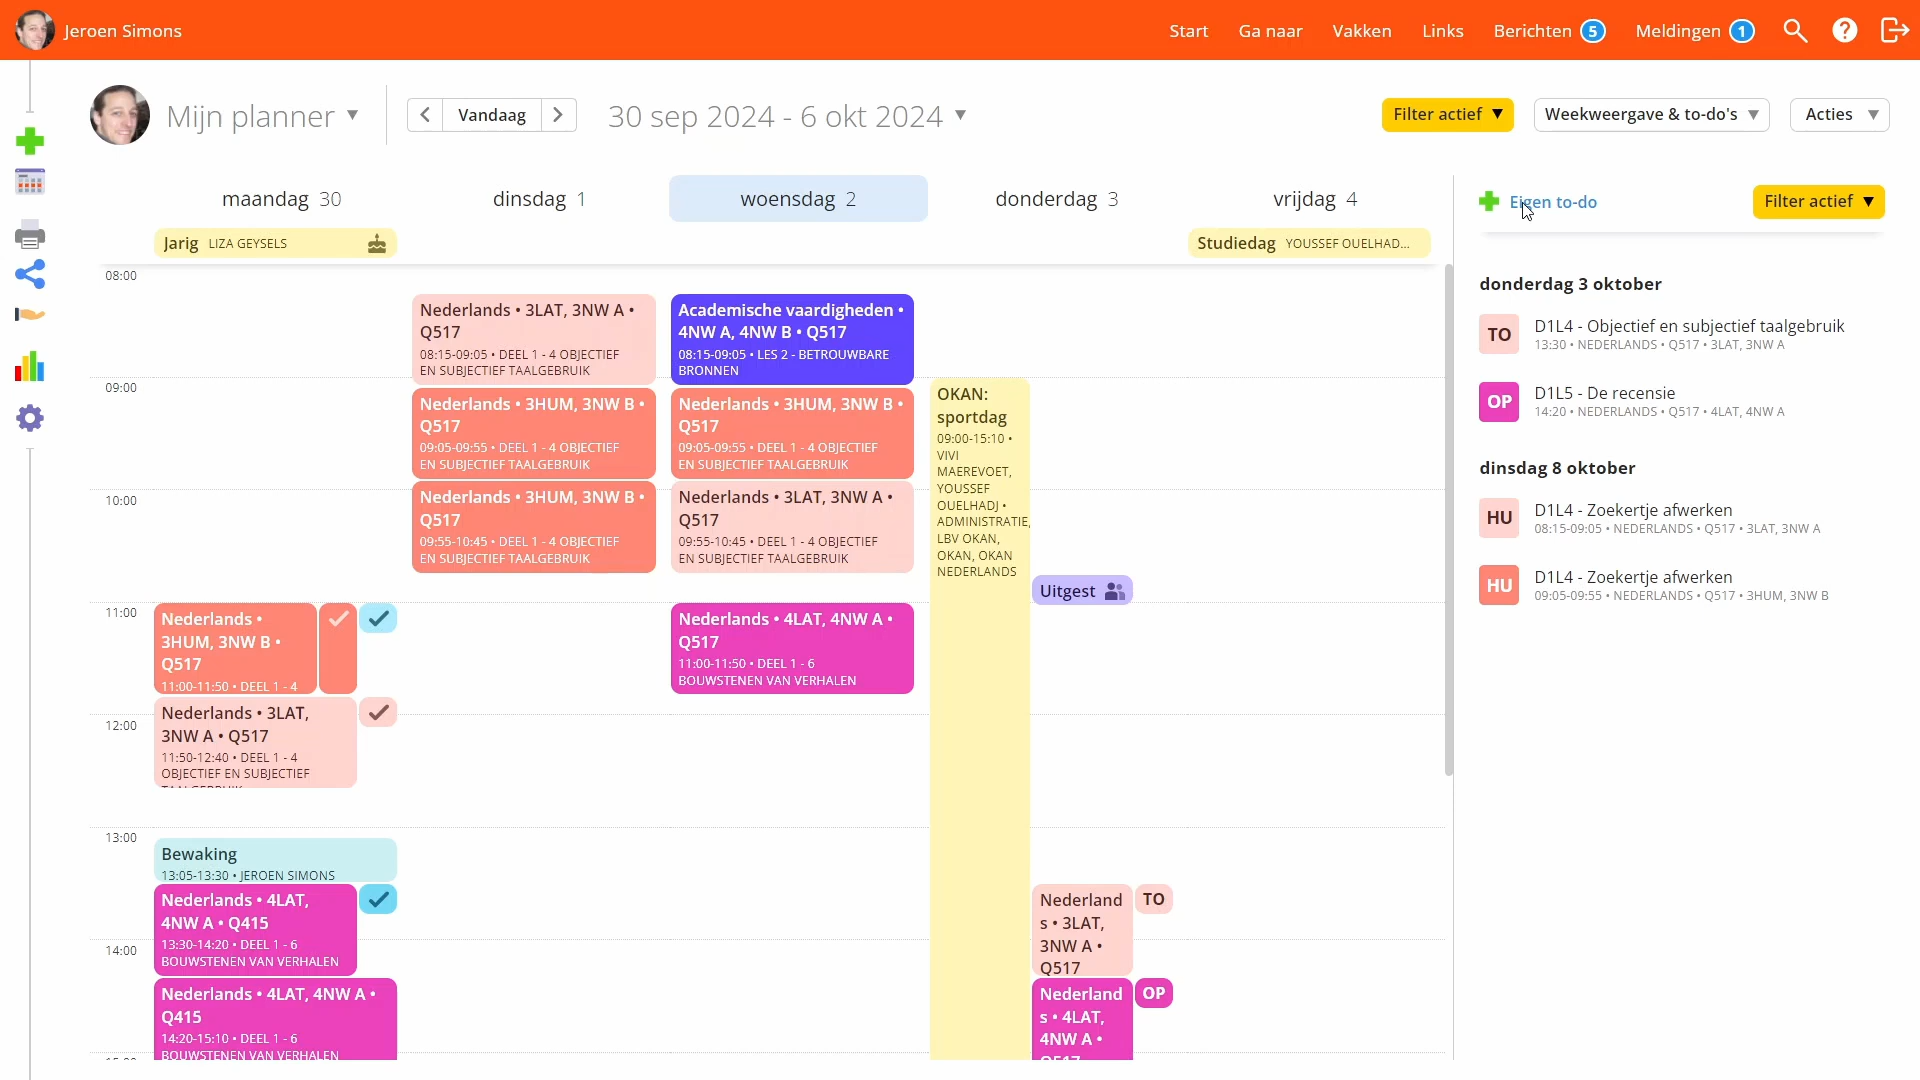 Jeroen Simons
Start
Ga naar
Vakken
Links
Berichten 5
Meldingen 1
Mijn planner
Vandaag
30 sep 2024 - 6 okt 2024
Filter actief
Weekweergave & to-do's
Acties
maandag 30
dinsdag 1
woensdag 2
donderdag 3
vrijdag 4
Eigen to-do
Filter actief
Jarig LIZA GEYSELS
Studiedag YOUSSEF OUELHAD...
08:00
09:00
10:00
11:00
12:00
13:00
14:00
Nederlands •
3HUM, 3NW B •
Q517
11:00-11:50 • DEEL 1 - 4
Nederlands • 3LAT,
3NW A • Q517
11:50-12:40 • DEEL 1 - 4
OBJECTIEF EN SUBJECTIEF
Bewaking
13:05-13:30 • JEROEN SIMONS
Nederlands • 4LAT,
4NW A • Q415
13:30-14:20 • DEEL 1 - 6
BOUWSTENEN VAN VERHALEN
Nederlands • 4LAT, 4NW A •
Q415
14:20-15:10 • DEEL 1 - 6
BOUWSTENEN VAN VERHALEN
Nederlands • 3LAT, 3NW A •
Q517
08:15-09:05 • DEEL 1 - 4 OBJECTIEF
EN SUBJECTIEF TAALGEBRUIK
Nederlands • 3HUM, 3NW B •
Q517
09:05-09:55 • DEEL 1 - 4 OBJECTIEF
EN SUBJECTIEF TAALGEBRUIK
Nederlands • 3HUM, 3NW B •
Q517
09:55-10:45 • DEEL 1 - 4 OBJECTIEF
EN SUBJECTIEF TAALGEBRUIK
Academische vaardigheden •
4NW A, 4NW B • Q517
08:15-09:05 • LES 2 - BETROUWBARE
BRONNEN
Nederlands • 3HUM, 3NW B •
Q517
09:05-09:55 • DEEL 1 - 4 OBJECTIEF
EN SUBJECTIEF TAALGEBRUIK
Nederlands • 3LAT, 3NW A •
Q517
09:55-10:45 • DEEL 1 - 4 OBJECTIEF
EN SUBJECTIEF TAALGEBRUIK
Nederlands • 4LAT, 4NW A •
Q517
11:00-11:50 • DEEL 1 - 6
BOUWSTENEN VAN VERHALEN
OKAN:
sportdag
09:00-15:10 •
VIVI
MAEREVOET,
YOUSSEF
OUELHADJ •
ADMINISTRATIE,
LBV OKAN,
OKAN, OKAN
NEDERLANDS
Uitgest
Nederland
s • 3LAT,
3NW A •
Q517
TO
Nederland
s • 4LAT,
4NW A •
Q517
OP
donderdag 3 oktober
TO
D1L4 - Objectief en subjectief taalgebruik
13:30 • NEDERLANDS • Q517 • 3LAT, 3NW A
OP
D1L5 - De recensie
14:20 • NEDERLANDS • Q517 • 4LAT, 4NW A
dinsdag 8 oktober
HU
D1L4 - Zoekertje afwerken
08:15-09:05 • NEDERLANDS • Q517 • 3LAT, 3NW A
HU
D1L4 - Zoekertje afwerken
09:05-09:55 • NEDERLANDS • Q517 • 3HUM, 3NW B